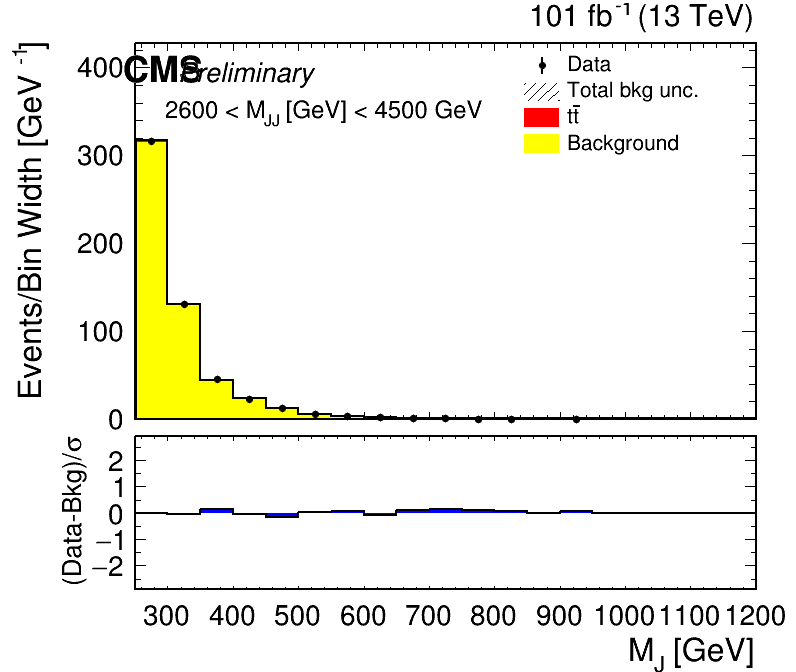 101 fb⁻¹ (13 TeV)
CMS Preliminary
2600 < M_JJ [GeV] < 4500 GeV
Data
Total bkg unc.
tt̄
Background
Events/Bin Width [GeV⁻¹]
400
300
200
100
0
(Data-Bkg)/σ
2
1
0
−1
−2
300 400 500 600 700 800 900 1000 1100 1200
M_J [GeV]